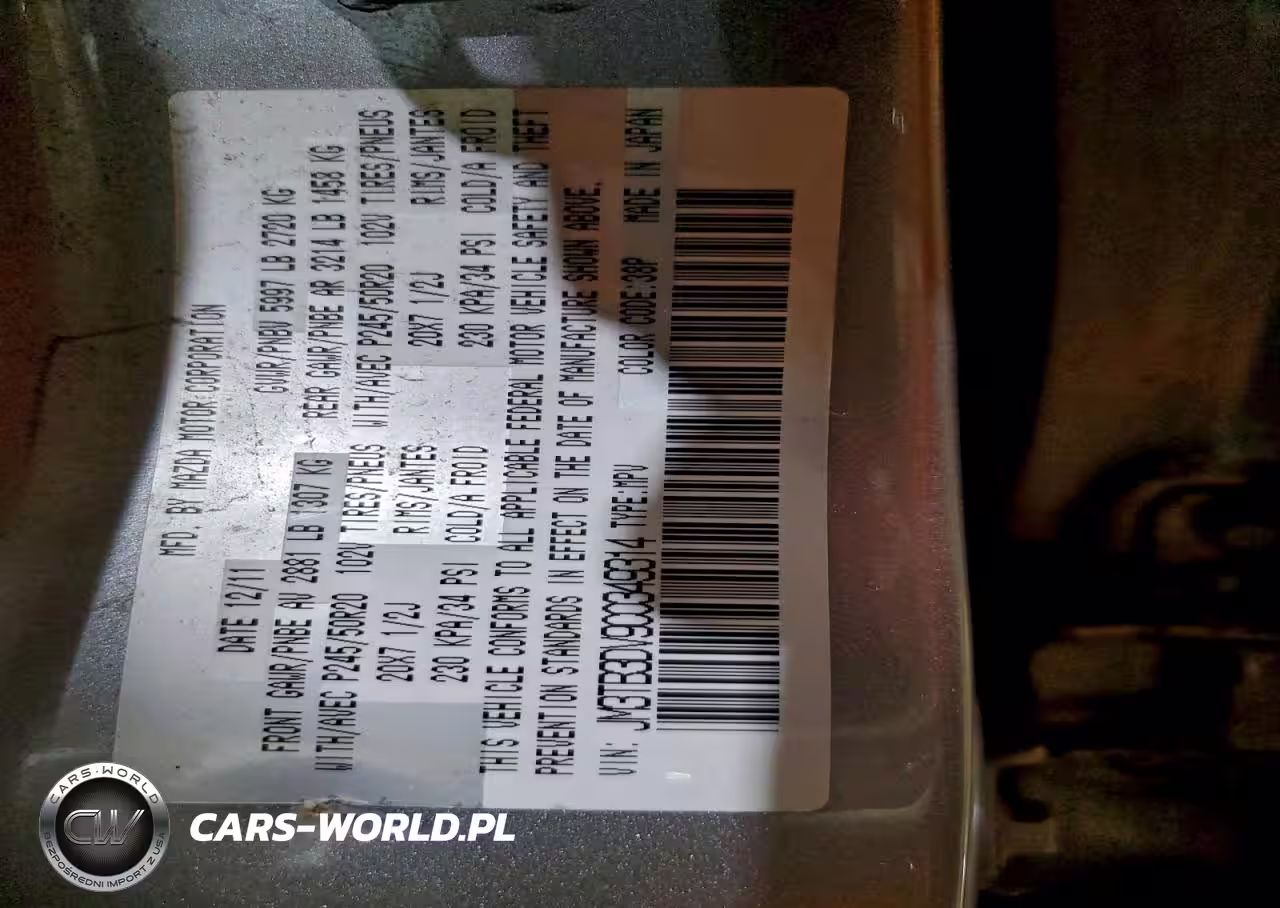 MFD. BY MAZDA MOTOR CORPORATION
DATE 12/11 GVWR/PNBV 5997 LB 2720 KG
FRONT GAWR/PNBE AV 2881 LB 1307 KG REAR GAWR/PNBE AR 3214 LB 1458 KG
WITH/AVEC P245/50R20 102V TIRES/PNEUS WITH/AVEC P245/50R20 102V TIRES/PNEUS
20X7 1/2J RIMS/JANTES 20X7 1/2J RIMS/JANTES
230 KPA/34 PSI COLD/A FROID 230 KPA/34 PSI COLD/A FROID
THIS VEHICLE CONFORMS TO ALL APPLICABLE FEDERAL MOTOR VEHICLE SAFETY AND THEFT
PREVENTION STANDARDS IN EFFECT ON THE DATE OF MANUFACTURE SHOWN ABOVE.
VIN: JM3TB3DV9C0349314 TYPE:MPV COLOR CODE:38P MADE IN JAPAN
CARS-WORLD
CW
BEZPOŚREDNI IMPORT Z USA
CARS-WORLD.PL